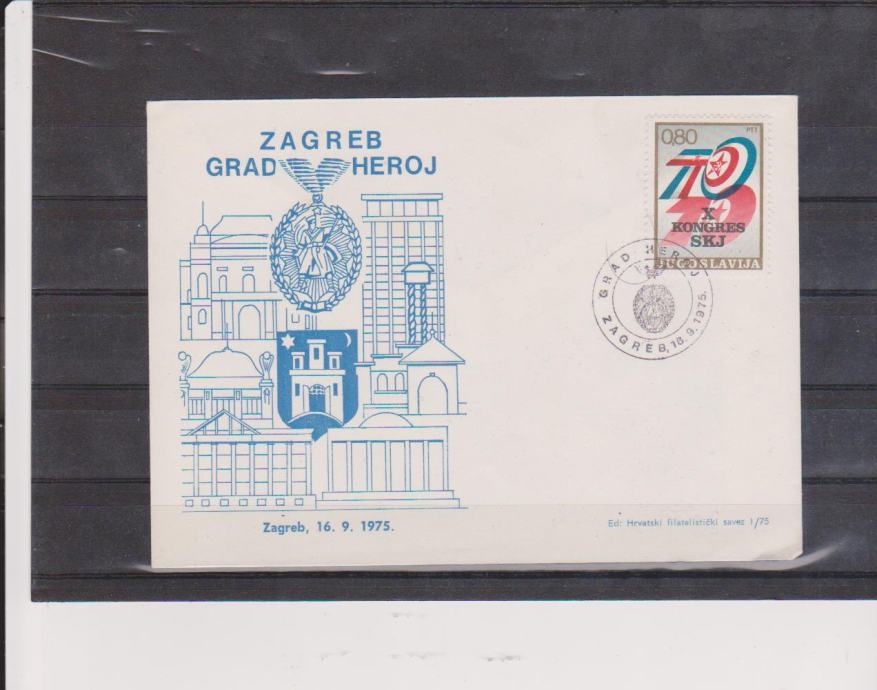 ZAGREB
GRAD HEROJ
Zagreb, 16. 9. 1975.
0,80
PTT
X
KONGRES
SKJ
JUGOSLAVIJA
GRAD HEROJ
ZAGREB, 16.9.1975.
Ed: Hrvatski filatelistički savez 1/75